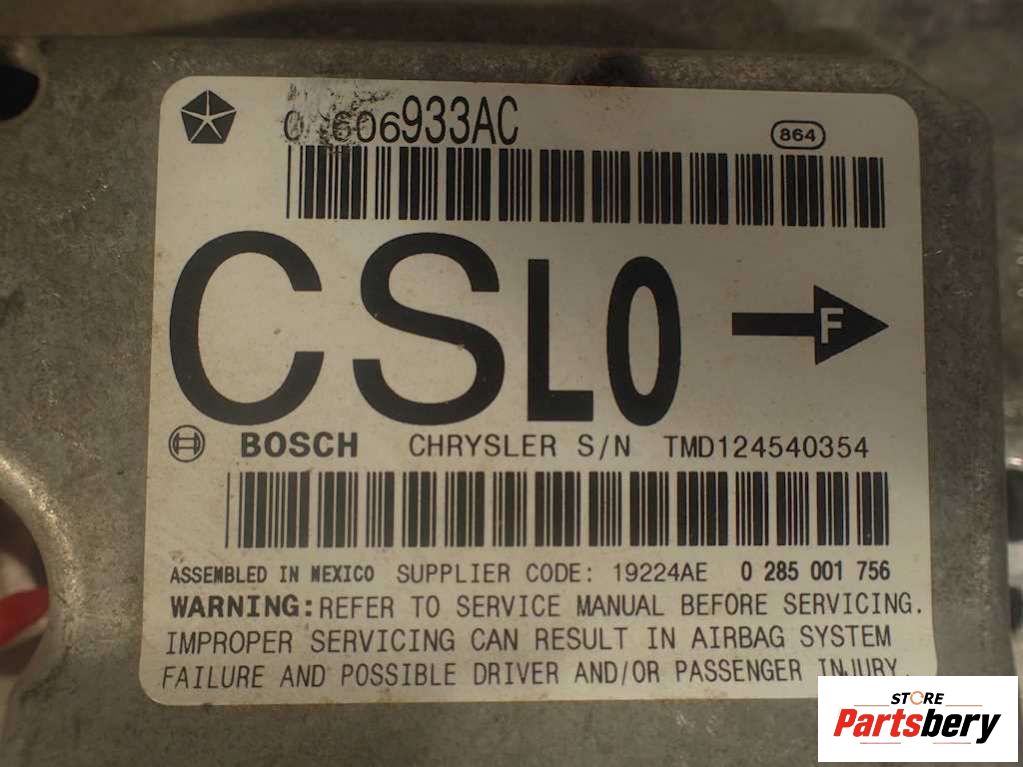 864
CSL0
F
BOSCH CHRYSLER S/N TMD124540354
ASSEMBLED IN MEXICO SUPPLIER CODE: 19224AE 0 285 001 756
WARNING: REFER TO SERVICE MANUAL BEFORE SERVICING.
IMPROPER SERVICING CAN RESULT IN AIRBAG SYSTEM
FAILURE AND POSSIBLE DRIVER AND/OR PASSENGER INJURY.
STORE
Partsbery